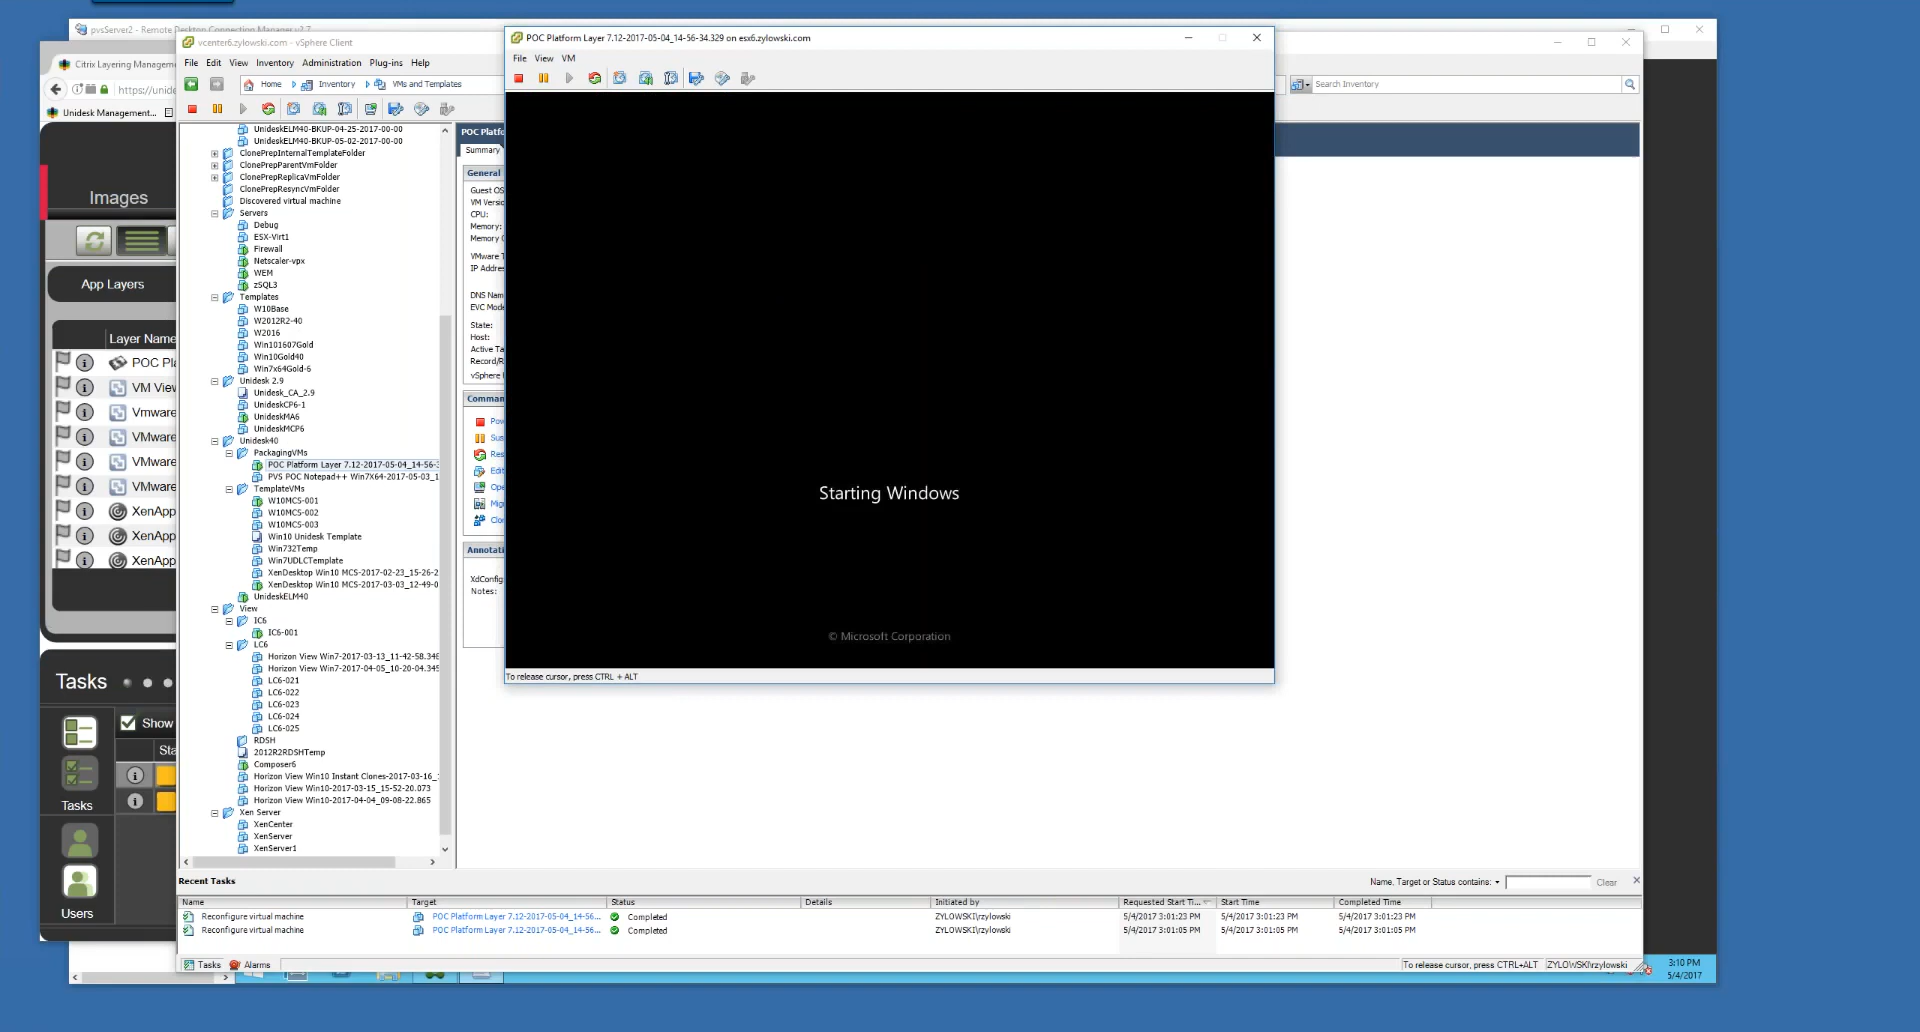 pvsServer2 - Remote Desktop Connection Manager v2.7
Citrix Layering Managem
https://unide
Unidesk Management...
Images
App Layers
Layer Name
POC Pla
VM View
Vmware
VMware
VMware
VMware
XenApp
XenApp
XenApp
Tasks
Show
Sta
Tasks
Users
vcenter6.zylowski.com - vSphere Client
File Edit View Inventory Administration Plug-ins Help
Home Inventory VMs and Templates
Search Inventory
UnideskELM40-BKUP-04-25-2017-00-00
UnideskELM40-BKUP-05-02-2017-00-00
ClonePrepInternalTemplateFolder
ClonePrepParentVmFolder
ClonePrepReplicaVmFolder
ClonePrepResyncVmFolder
Discovered virtual machine
Servers
Debug
ESX-Virt1
Firewall
Netscaler-vpx
WEM
zSQL3
Templates
W10Base
W2012R2-40
W2016
Win101607Gold
Win10Gold40
Win7x64Gold-6
Unidesk 2.9
Unidesk_CA_2.9
UnideskCP6-1
UnideskMA6
UnideskMCP6
Unidesk40
PackagingVMs
POC Platform Layer 7.12-2017-05-04_14-56-3
PVS POC Notepad++ Win7X64-2017-05-03_1
TemplateVMs
W10MCS-001
W10MCS-002
W10MCS-003
Win10 Unidesk Template
Win732Temp
Win7UDLCTemplate
XenDesktop Win10 MCS-2017-02-23_15-26-2
XenDesktop Win10 MCS-2017-03-03_12-49-0
UnideskELM40
View
IC6
IC6-001
LC6
Horizon View Win7-2017-03-13_11-42-58.346
Horizon View Win7-2017-04-05_10-20-04.345
LC6-021
LC6-022
LC6-023
LC6-024
LC6-025
RDSH
2012R2RDSHTemp
Composer6
Horizon View Win10 Instant Clones-2017-03-16_1
Horizon View Win10-2017-03-15_15-52-20.073
Horizon View Win10-2017-04-04_09-08-22.865
Xen Server
XenCenter
XenServer
XenServer1
POC Platfo
Summary
General
Guest OS
VM Versio
CPU:
Memory:
Memory O
VMware T
IP Addres
DNS Nam
EVC Mode
State:
Host:
Active Ta
Record/R
vSphere
Comman
Pow
Sus
Res
Edit
Ope
Mig
Clon
Annotati
XdConfig
Notes:
POC Platform Layer 7.12-2017-05-04_14-56-34.329 on esx6.zylowski.com
File View VM
Starting Windows
© Microsoft Corporation
To release cursor, press CTRL + ALT
Recent Tasks
Name, Target or Status contains:
Clear
Name Target Status Details Initiated by Requested Start Ti... Start Time Completed Time
Reconfigure virtual machine POC Platform Layer 7.12-2017-05-04_14-56... Completed ZYLOWSKI\rzylowski 5/4/2017 3:01:23 PM 5/4/2017 3:01:23 PM 5/4/2017 3:01:23 PM
Reconfigure virtual machine POC Platform Layer 7.12-2017-05-04_14-56... Completed ZYLOWSKI\rzylowski 5/4/2017 3:01:05 PM 5/4/2017 3:01:05 PM 5/4/2017 3:01:05 PM
Tasks Alarms
To release cursor, press CTRL+ALT ZYLOWSKI\rzylowski
3:10 PM
5/4/2017